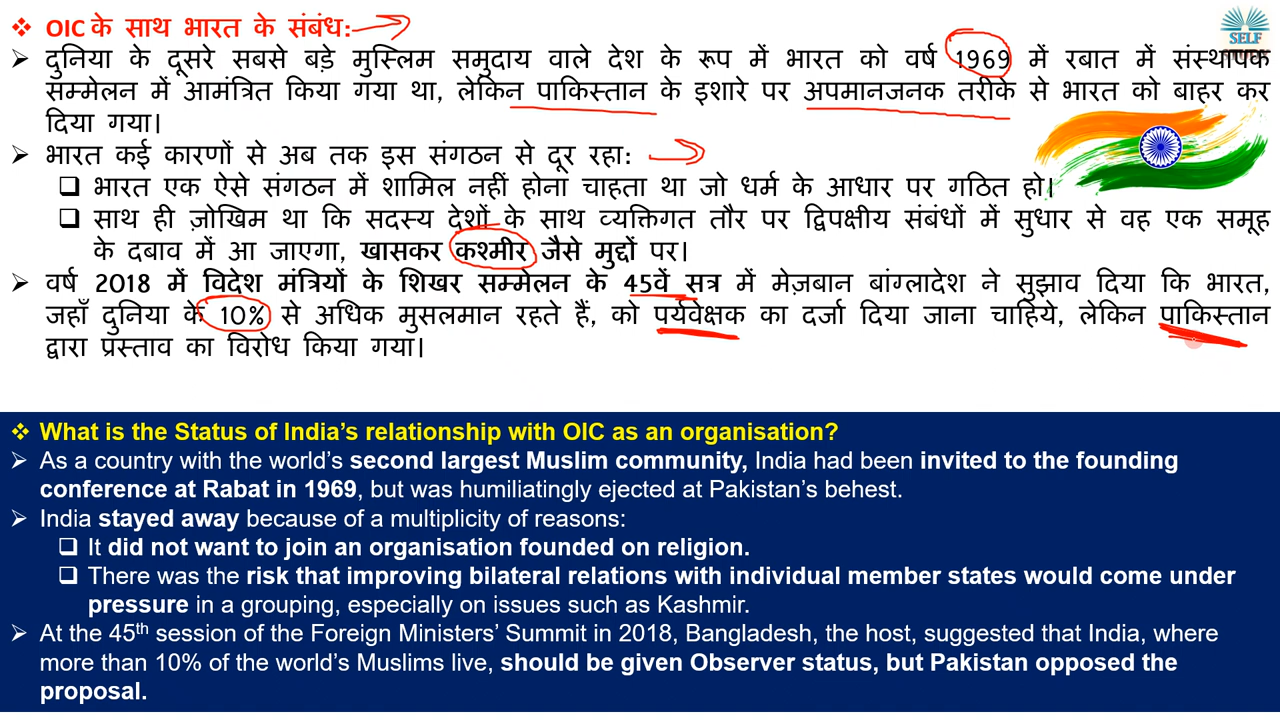 ❖ OIC के साथ भारत के संबंध:
➢ दुनिया के दूसरे सबसे बड़े मुस्लिम समुदाय वाले देश के रूप में भारत को वर्ष 1969 में रबात में संस्थापक
सम्मेलन में आमंत्रित किया गया था, लेकिन पाकिस्तान के इशारे पर अपमानजनक तरीके से भारत को बाहर कर
दिया गया।
➢ भारत कई कारणों से अब तक इस संगठन से दूर रहा:
❑ भारत एक ऐसे संगठन में शामिल नहीं होना चाहता था जो धर्म के आधार पर गठित हो।
❑ साथ ही ज़ोखिम था कि सदस्य देशों के साथ व्यक्तिगत तौर पर द्विपक्षीय संबंधों में सुधार से वह एक समूह
के दबाव में आ जाएगा, खासकर कश्मीर जैसे मुद्दों पर।
➢ वर्ष 2018 में विदेश मंत्रियों के शिखर सम्मेलन के 45वें सत्र में मेज़बान बांग्लादेश ने सुझाव दिया कि भारत,
जहाँ दुनिया के 10% से अधिक मुसलमान रहते हैं, को पर्यवेक्षक का दर्जा दिया जाना चाहिये, लेकिन पाकिस्तान
द्वारा प्रस्ताव का विरोध किया गया।
SELF
❖ What is the Status of India’s relationship with OIC as an organisation?
➢ As a country with the world’s second largest Muslim community, India had been invited to the founding
conference at Rabat in 1969, but was humiliatingly ejected at Pakistan’s behest.
➢ India stayed away because of a multiplicity of reasons:
❑ It did not want to join an organisation founded on religion.
❑ There was the risk that improving bilateral relations with individual member states would come under
pressure in a grouping, especially on issues such as Kashmir.
➢ At the 45th session of the Foreign Ministers’ Summit in 2018, Bangladesh, the host, suggested that India, where
more than 10% of the world’s Muslims live, should be given Observer status, but Pakistan opposed the
proposal.